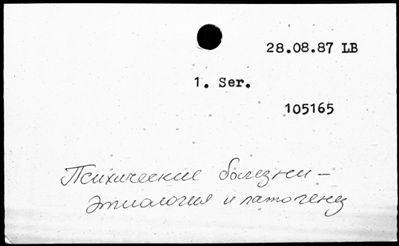 28.08.87 LB
1. Ser.
105165
Психические болезни —
этиология и патогенез